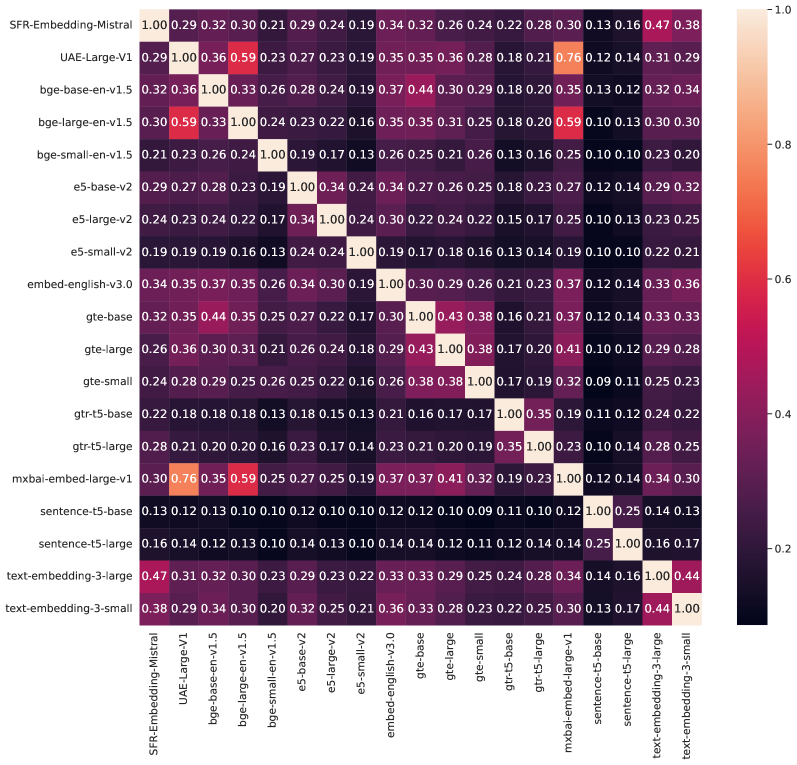 SFR-Embedding-Mistral 1.00 0.29 0.32 0.30 0.21 0.29 0.24 0.19 0.34 0.32 0.26 0.24 0.22 0.28 0.30 0.13 0.16 0.47 0.38
UAE-Large-V1 0.29 1.00 0.36 0.59 0.23 0.27 0.23 0.19 0.35 0.35 0.36 0.28 0.18 0.21 0.76 0.12 0.14 0.31 0.29
bge-base-en-v1.5 0.32 0.36 1.00 0.33 0.26 0.28 0.24 0.19 0.37 0.44 0.30 0.29 0.18 0.20 0.35 0.13 0.12 0.32 0.34
bge-large-en-v1.5 0.30 0.59 0.33 1.00 0.24 0.23 0.22 0.16 0.35 0.35 0.31 0.25 0.18 0.20 0.59 0.10 0.13 0.30 0.30
bge-small-en-v1.5 0.21 0.23 0.26 0.24 1.00 0.19 0.17 0.13 0.26 0.25 0.21 0.26 0.13 0.16 0.25 0.10 0.10 0.23 0.20
e5-base-v2 0.29 0.27 0.28 0.23 0.19 1.00 0.34 0.24 0.34 0.27 0.26 0.25 0.18 0.23 0.27 0.12 0.14 0.29 0.32
e5-large-v2 0.24 0.23 0.24 0.22 0.17 0.34 1.00 0.24 0.30 0.22 0.24 0.22 0.15 0.17 0.25 0.10 0.13 0.23 0.25
e5-small-v2 0.19 0.19 0.19 0.16 0.13 0.24 0.24 1.00 0.19 0.17 0.18 0.16 0.13 0.14 0.19 0.10 0.10 0.22 0.21
embed-english-v3.0 0.34 0.35 0.37 0.35 0.26 0.34 0.30 0.19 1.00 0.30 0.29 0.26 0.21 0.23 0.37 0.12 0.14 0.33 0.36
gte-base 0.32 0.35 0.44 0.35 0.25 0.27 0.22 0.17 0.30 1.00 0.43 0.38 0.16 0.21 0.37 0.12 0.14 0.33 0.33
gte-large 0.26 0.36 0.30 0.31 0.21 0.26 0.24 0.18 0.29 0.43 1.00 0.38 0.17 0.20 0.41 0.10 0.12 0.29 0.28
gte-small 0.24 0.28 0.29 0.25 0.26 0.25 0.22 0.16 0.26 0.38 0.38 1.00 0.17 0.19 0.32 0.09 0.11 0.25 0.23
gtr-t5-base 0.22 0.18 0.18 0.18 0.13 0.18 0.15 0.13 0.21 0.16 0.17 0.17 1.00 0.35 0.19 0.11 0.12 0.24 0.22
gtr-t5-large 0.28 0.21 0.20 0.20 0.16 0.23 0.17 0.14 0.23 0.21 0.20 0.19 0.35 1.00 0.23 0.10 0.14 0.28 0.25
mxbai-embed-large-v1 0.30 0.76 0.35 0.59 0.25 0.27 0.25 0.19 0.37 0.37 0.41 0.32 0.19 0.23 1.00 0.12 0.14 0.34 0.30
sentence-t5-base 0.13 0.12 0.13 0.10 0.10 0.12 0.10 0.10 0.12 0.12 0.10 0.09 0.11 0.10 0.12 1.00 0.25 0.14 0.13
sentence-t5-large 0.16 0.14 0.12 0.13 0.10 0.14 0.13 0.10 0.14 0.14 0.12 0.11 0.12 0.14 0.14 0.25 1.00 0.16 0.17
text-embedding-3-large 0.47 0.31 0.32 0.30 0.23 0.29 0.23 0.22 0.33 0.33 0.29 0.25 0.24 0.28 0.34 0.14 0.16 1.00 0.44
text-embedding-3-small 0.38 0.29 0.34 0.30 0.20 0.32 0.25 0.21 0.36 0.33 0.28 0.23 0.22 0.25 0.30 0.13 0.17 0.44 1.00
SFR-Embedding-Mistral
UAE-Large-V1
bge-base-en-v1.5
bge-large-en-v1.5
bge-small-en-v1.5
e5-base-v2
e5-large-v2
e5-small-v2
embed-english-v3.0
gte-base
gte-large
gte-small
gtr-t5-base
gtr-t5-large
mxbai-embed-large-v1
sentence-t5-base
sentence-t5-large
text-embedding-3-large
text-embedding-3-small
1.0
0.8
0.6
0.4
0.2